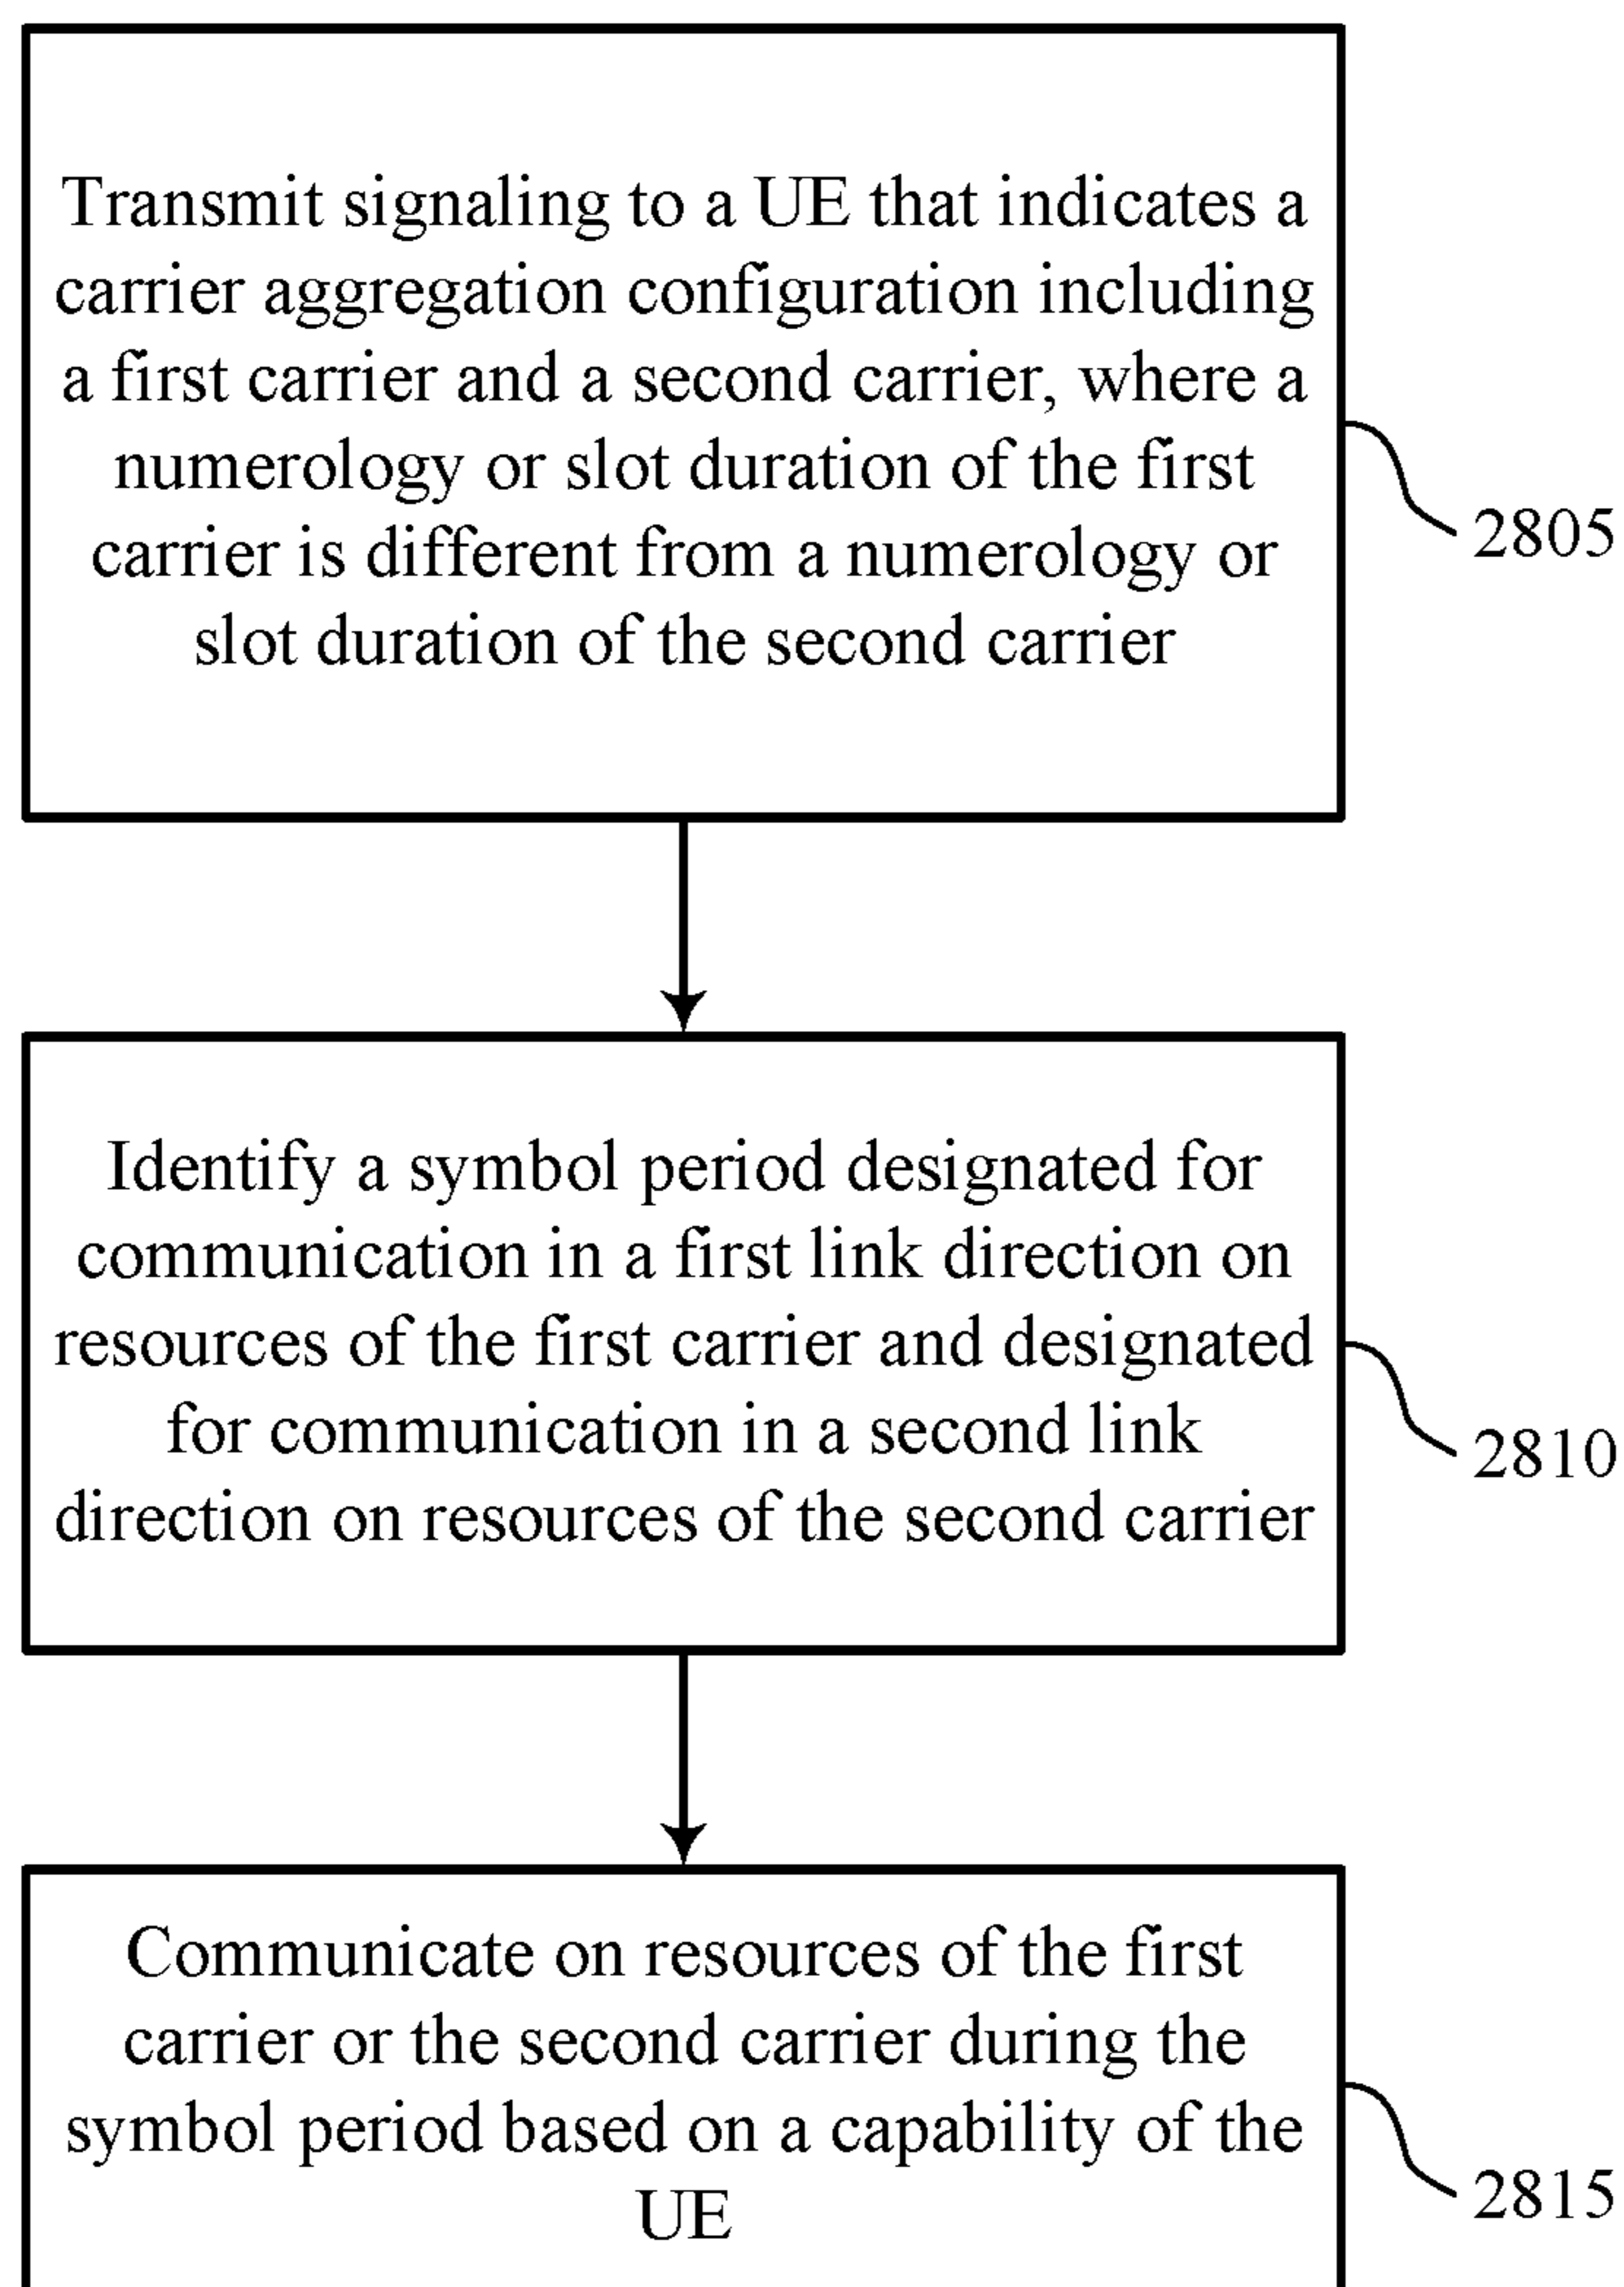 Transmit signaling to a UE that indicates a
carrier aggregation configuration including
a first carrier and a second carrier, where a
numerology or slot duration of the first
carrier is different from a numerology or
slot duration of the second carrier
2805
Identify a symbol period designated for
communication in a first link direction on
resources of the first carrier and designated
for communication in a second link
direction on resources of the second carrier
2810
Communicate on resources of the first
carrier or the second carrier during the
symbol period based on a capability of the
UE
2815